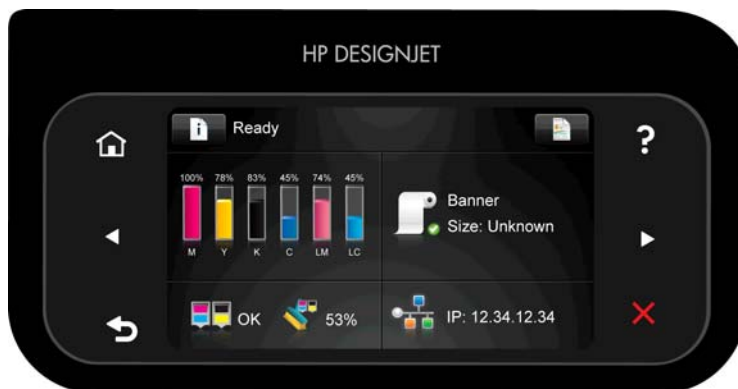 HP DESIGNJET
i Ready
?
100% 78% 83% 45% 74% 45%
M Y K C LM LC
Banner
Size: Unknown
OK
53%
IP: 12.34.12.34